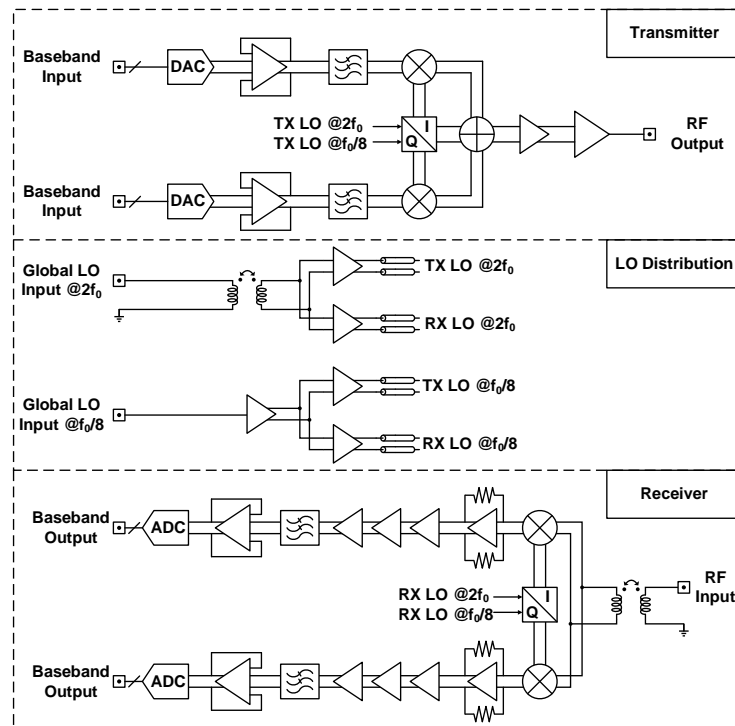 Transmitter
Baseband
Input
DAC
TX LO @2f₀
TX LO @f₀/8
I
Q
RF
Output
Baseband
Input
DAC
LO Distribution
Global LO
Input @2f₀
TX LO @2f₀
RX LO @2f₀
Global LO
Input @f₀/8
TX LO @f₀/8
RX LO @f₀/8
Receiver
Baseband
Output
ADC
RX LO @2f₀
RX LO @f₀/8
I
Q
RF
Input
Baseband
Output
ADC